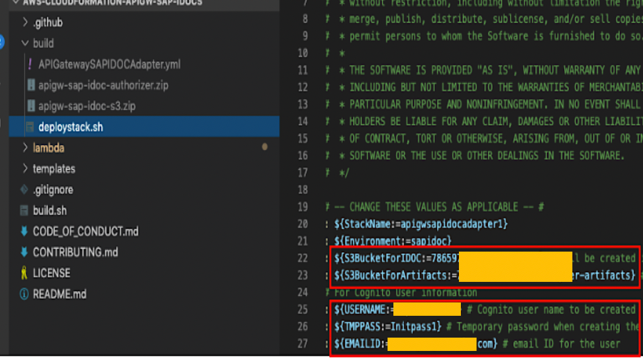 AWS-CLOUDFORMATION-APIGW-SAP-IDOCS
.github
build
! APIGatewaySAPIDOCAdapter.yml
apigw-sap-idoc-authorizer.zip
apigw-sap-idoc-s3.zip
deploystack.sh
lambda
templates
.gitignore
build.sh
CODE_OF_CONDUCT.md
CONTRIBUTING.md
LICENSE
README.md
7 # * without restriction, including without limitation the
8 # * merge, publish, distribute, sublicense, and/or sell copies
9 # * permit persons to whom the Software is furnished to do so.
10 # *
11 # * THE SOFTWARE IS PROVIDED "AS IS", WITHOUT WARRANTY OF ANY
12 # * INCLUDING BUT NOT LIMITED TO THE WARRANTIES OF
13 # * PARTICULAR PURPOSE AND NONINFRINGEMENT. IN NO EVENT SHALL
14 # * HOLDERS BE LIABLE FOR ANY CLAIM, DAMAGES OR OTHER
15 # * OF CONTRACT, TORT OR OTHERWISE, ARISING FROM, OUT OF OR
16 # * SOFTWARE OR THE USE OR OTHER DEALINGS IN THE SOFTWARE.
17 # */
18
19 # -- CHANGE THESE VALUES AS APPLICABLE -- #
20 : ${StackName:=apigwsapidocadapter1}
21 : ${Environment:=sapidoc}
22 : ${S3BucketForIDOC:=78659 ll be created
23 : ${S3BucketForArtifacts:= er-artifacts}
24 # For Cognito User information
25 : ${USERNAME:= # Cognito user name to be created
26 : ${TMPPASS:=Initpass1} # Temporary password when creating the
27 : ${EMAILID:= com} # email ID for the user